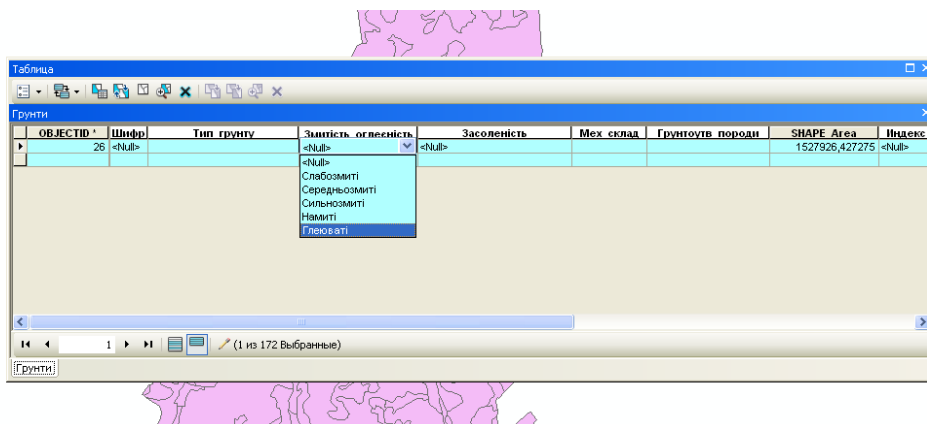 Таблица
Грунти
OBJECTID * Шифр Тип грунту Змитість оглеєність Засоленість Мех склад Грунтоутв породи SHAPE Area Индекс
26 <Null> <Null> <Null> 1527926,427275 <Null>
<Null>
Слабозмиті
Середньозмиті
Сильнозмиті
Намиті
Глеюваті
1 (1 из 172 Выбранные)
Грунти